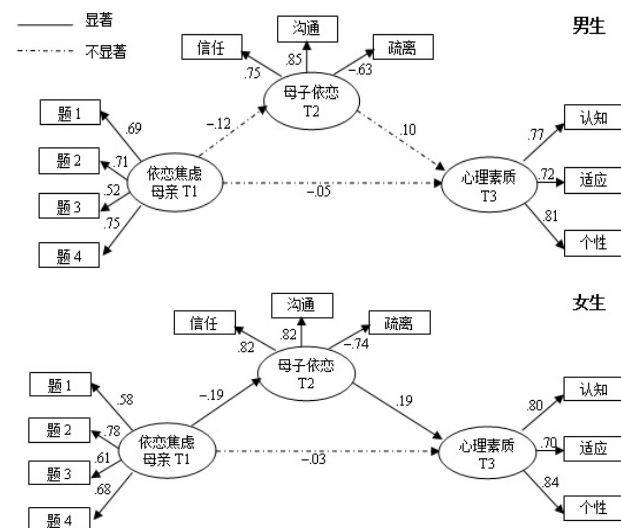 显著
不显著
男生
信任
沟通
疏离
.75
.85
-.63
母子依恋
T2
题1
题2
题3
题4
.69
.71
.52
.75
依恋焦虑
母亲 T1
-.12
.10
-.05
心理素质
T3
.77
.72
.81
认知
适应
个性
女生
信任
沟通
疏离
.82
.82
-.74
母子依恋
T2
题1
题2
题3
题4
.58
.78
.61
.68
依恋焦虑
母亲 T1
-.19
.19
-.03
心理素质
T3
.80
.70
.84
认知
适应
个性